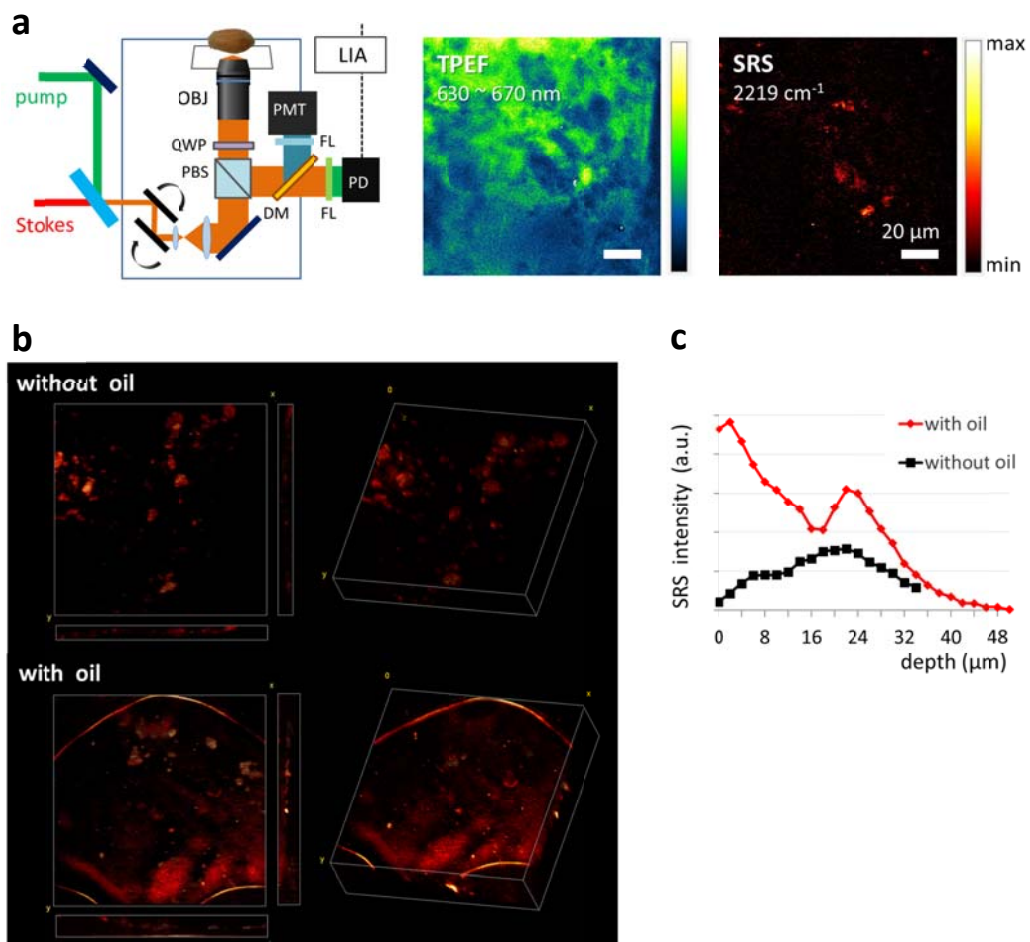 a
pump
Stokes
OBJ
QWP
PBS
DM
PMT
FL
FL
PD
LIA
TPEF
630 ~ 670 nm
SRS
2219 cm⁻¹
20 µm
max
min
b
without oil
x
y
0
x
z
y
with oil
x
y
0
x
y
c
SRS intensity (a.u.)
with oil
without oil
0 8 16 24 32 40 48
depth (µm)